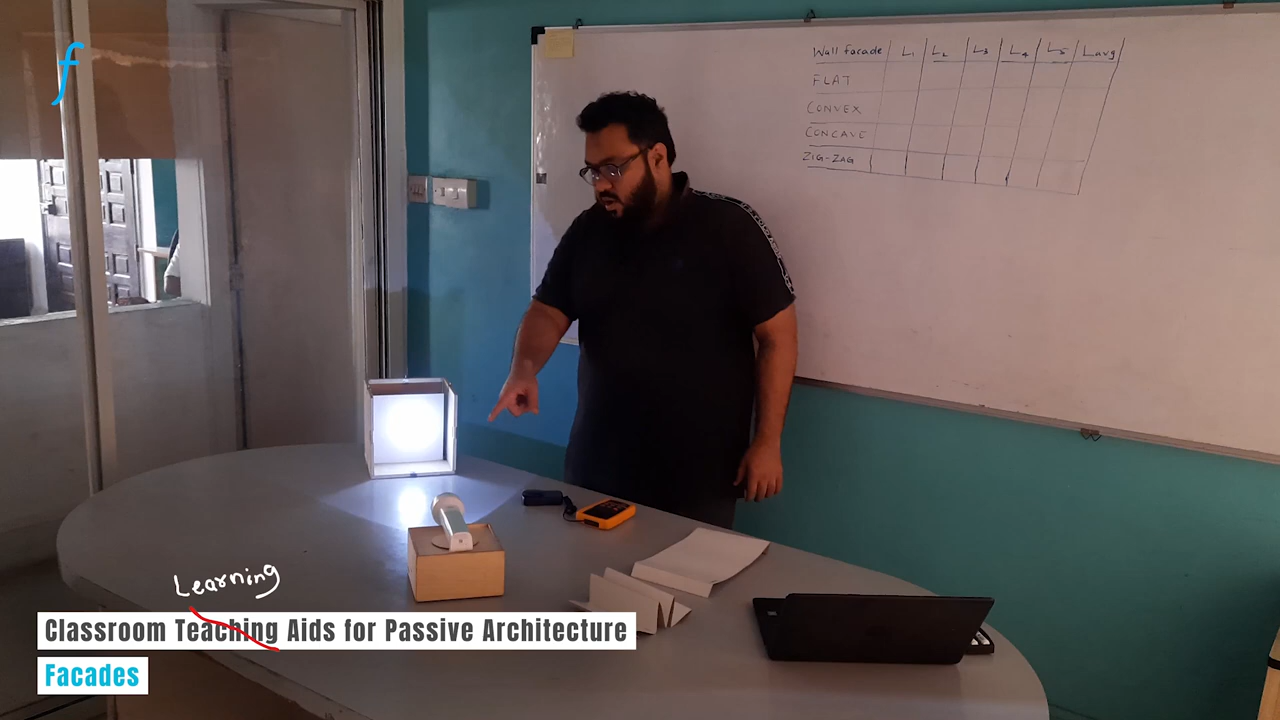 f
Wall facade L1 L2 L3 L4 L5 Lavg
FLAT
CONVEX
CONCAVE
ZIG-ZAG
Learning
Classroom Teaching Aids for Passive Architecture
Facades